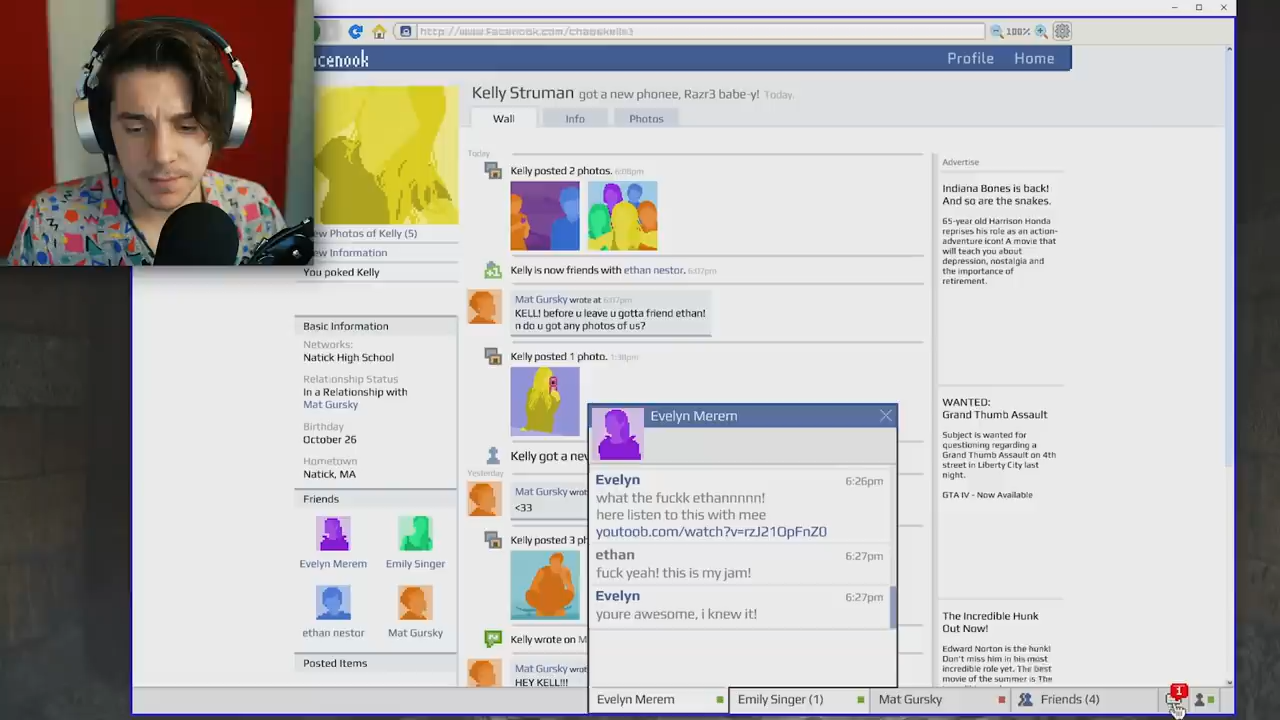 http://www.Facenook.com/chaoskells3
100%
acenook
Profile
Home
Kelly Struman got a new phonee, Razr3 babe-y! Today.
Wall
Info
Photos
Today
Kelly posted 2 photos. 6:08pm
Kelly is now friends with ethan nestor. 6:07pm
Mat Gursky wrote at 6:07pm
KELL! before u leave u gotta friend ethan!
n do u got any photos of us?
Kelly posted 1 photo. 1:38pm
Kelly got a nev
Yesterday
Mat Gursky wrot
<33
Kelly posted 3 ph
Kelly wrote on M
Mat Gursky wrot
HEY KELL!!!
ew Photos of Kelly (5)
ew Information
You poked Kelly
Basic Information
Networks:
Natick High School
Relationship Status
In a Relationship with
Mat Gursky
Birthday
October 26
Hometown
Natick, MA
Friends
Evelyn Merem
Emily Singer
ethan nestor
Mat Gursky
Posted Items
Evelyn Merem
Evelyn 6:26pm
what the fuckk ethannnnn!
here listen to this with mee
youtoob.com/watch?v=rzJ21OpFnZ0
ethan 6:27pm
fuck yeah! this is my jam!
Evelyn 6:27pm
youre awesome, i knew it!
Advertise
Indiana Bones is back!
And so are the snakes.
65-year old Harrison Honda
reprises his role as an action-
adventure icon! A movie that
will teach you about
depression, nostalgia and
the importance of
retirement.
WANTED:
Grand Thumb Assault
Subject is wanted for
questioning regarding a
Grand Thumb Assault on 4th
street in Liberty City last
night.
GTA IV - Now Available
The Incredible Hunk
Out Now!
Edward Norton is the hunk!
Don't miss him in his most
incredible role yet. The best
movie of the summer is The
Evelyn Merem
Emily Singer (1)
Mat Gursky
Friends (4)
1